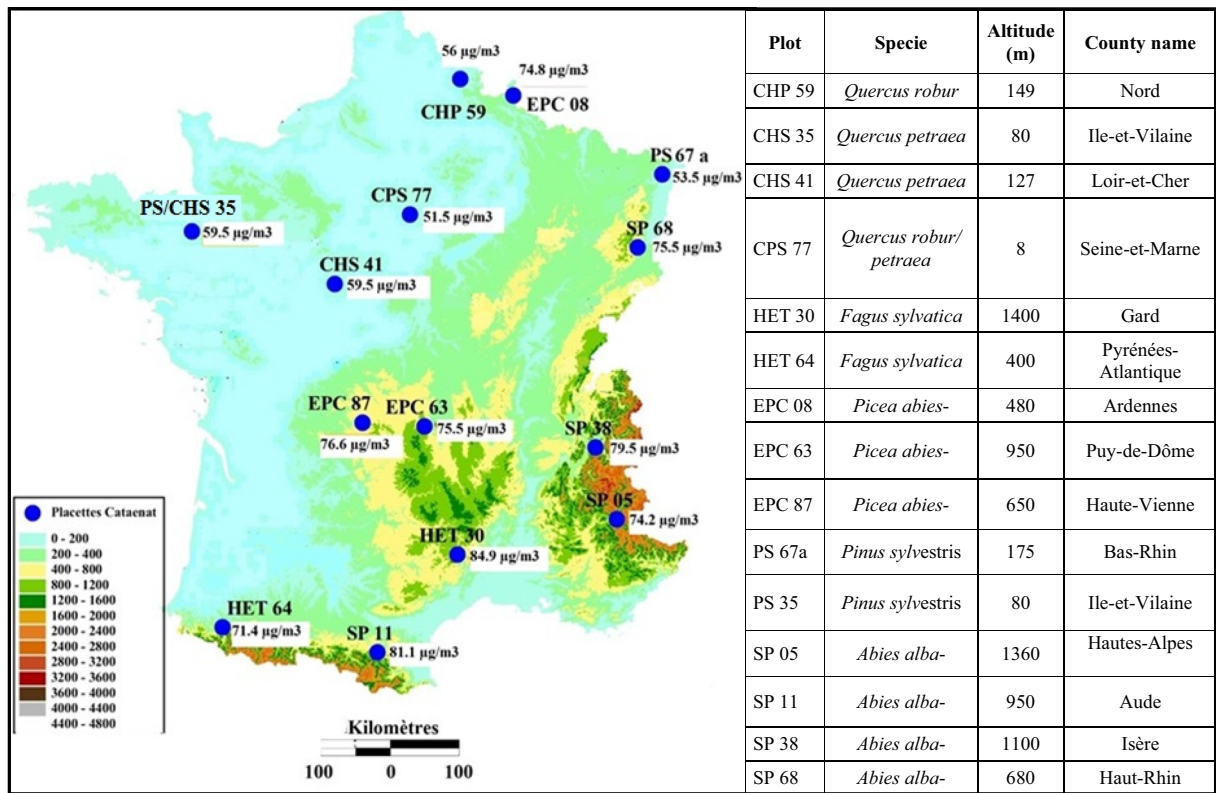 56 µg/m3
74.8 µg/m3
CHP 59
EPC 08
PS 67 a
53.5 µg/m3
CPS 77
51.5 µg/m3
PS/CHS 35
59.5 µg/m3
SP 68
75.5 µg/m3
CHS 41
59.5 µg/m3
EPC 87
76.6 µg/m3
EPC 63
75.5 µg/m3
SP 38
79.5 µg/m3
SP 05
74.2 µg/m3
HET 30
84.9 µg/m3
HET 64
71.4 µg/m3
SP 11
81.1 µg/m3
Placettes Cataenat
0 - 200
200 - 400
400 - 800
800 - 1200
1200 - 1600
1600 - 2000
2000 - 2400
2400 - 2800
2800 - 3200
3200 - 3600
3600 - 4000
4000 - 4400
4400 - 4800
Kilomètres
100 0 100
Plot Specie Altitude (m) County name
CHP 59 Quercus robur 149 Nord
CHS 35 Quercus petraea 80 Ile-et-Vilaine
CHS 41 Quercus petraea 127 Loir-et-Cher
CPS 77 Quercus robur/ petraea 8 Seine-et-Marne
HET 30 Fagus sylvatica 1400 Gard
HET 64 Fagus sylvatica 400 Pyrénées-Atlantique
EPC 08 Picea abies- 480 Ardennes
EPC 63 Picea abies- 950 Puy-de-Dôme
EPC 87 Picea abies- 650 Haute-Vienne
PS 67a Pinus sylvestris 175 Bas-Rhin
PS 35 Pinus sylvestris 80 Ile-et-Vilaine
SP 05 Abies alba- 1360 Hautes-Alpes
SP 11 Abies alba- 950 Aude
SP 38 Abies alba- 1100 Isère
SP 68 Abies alba- 680 Haut-Rhin